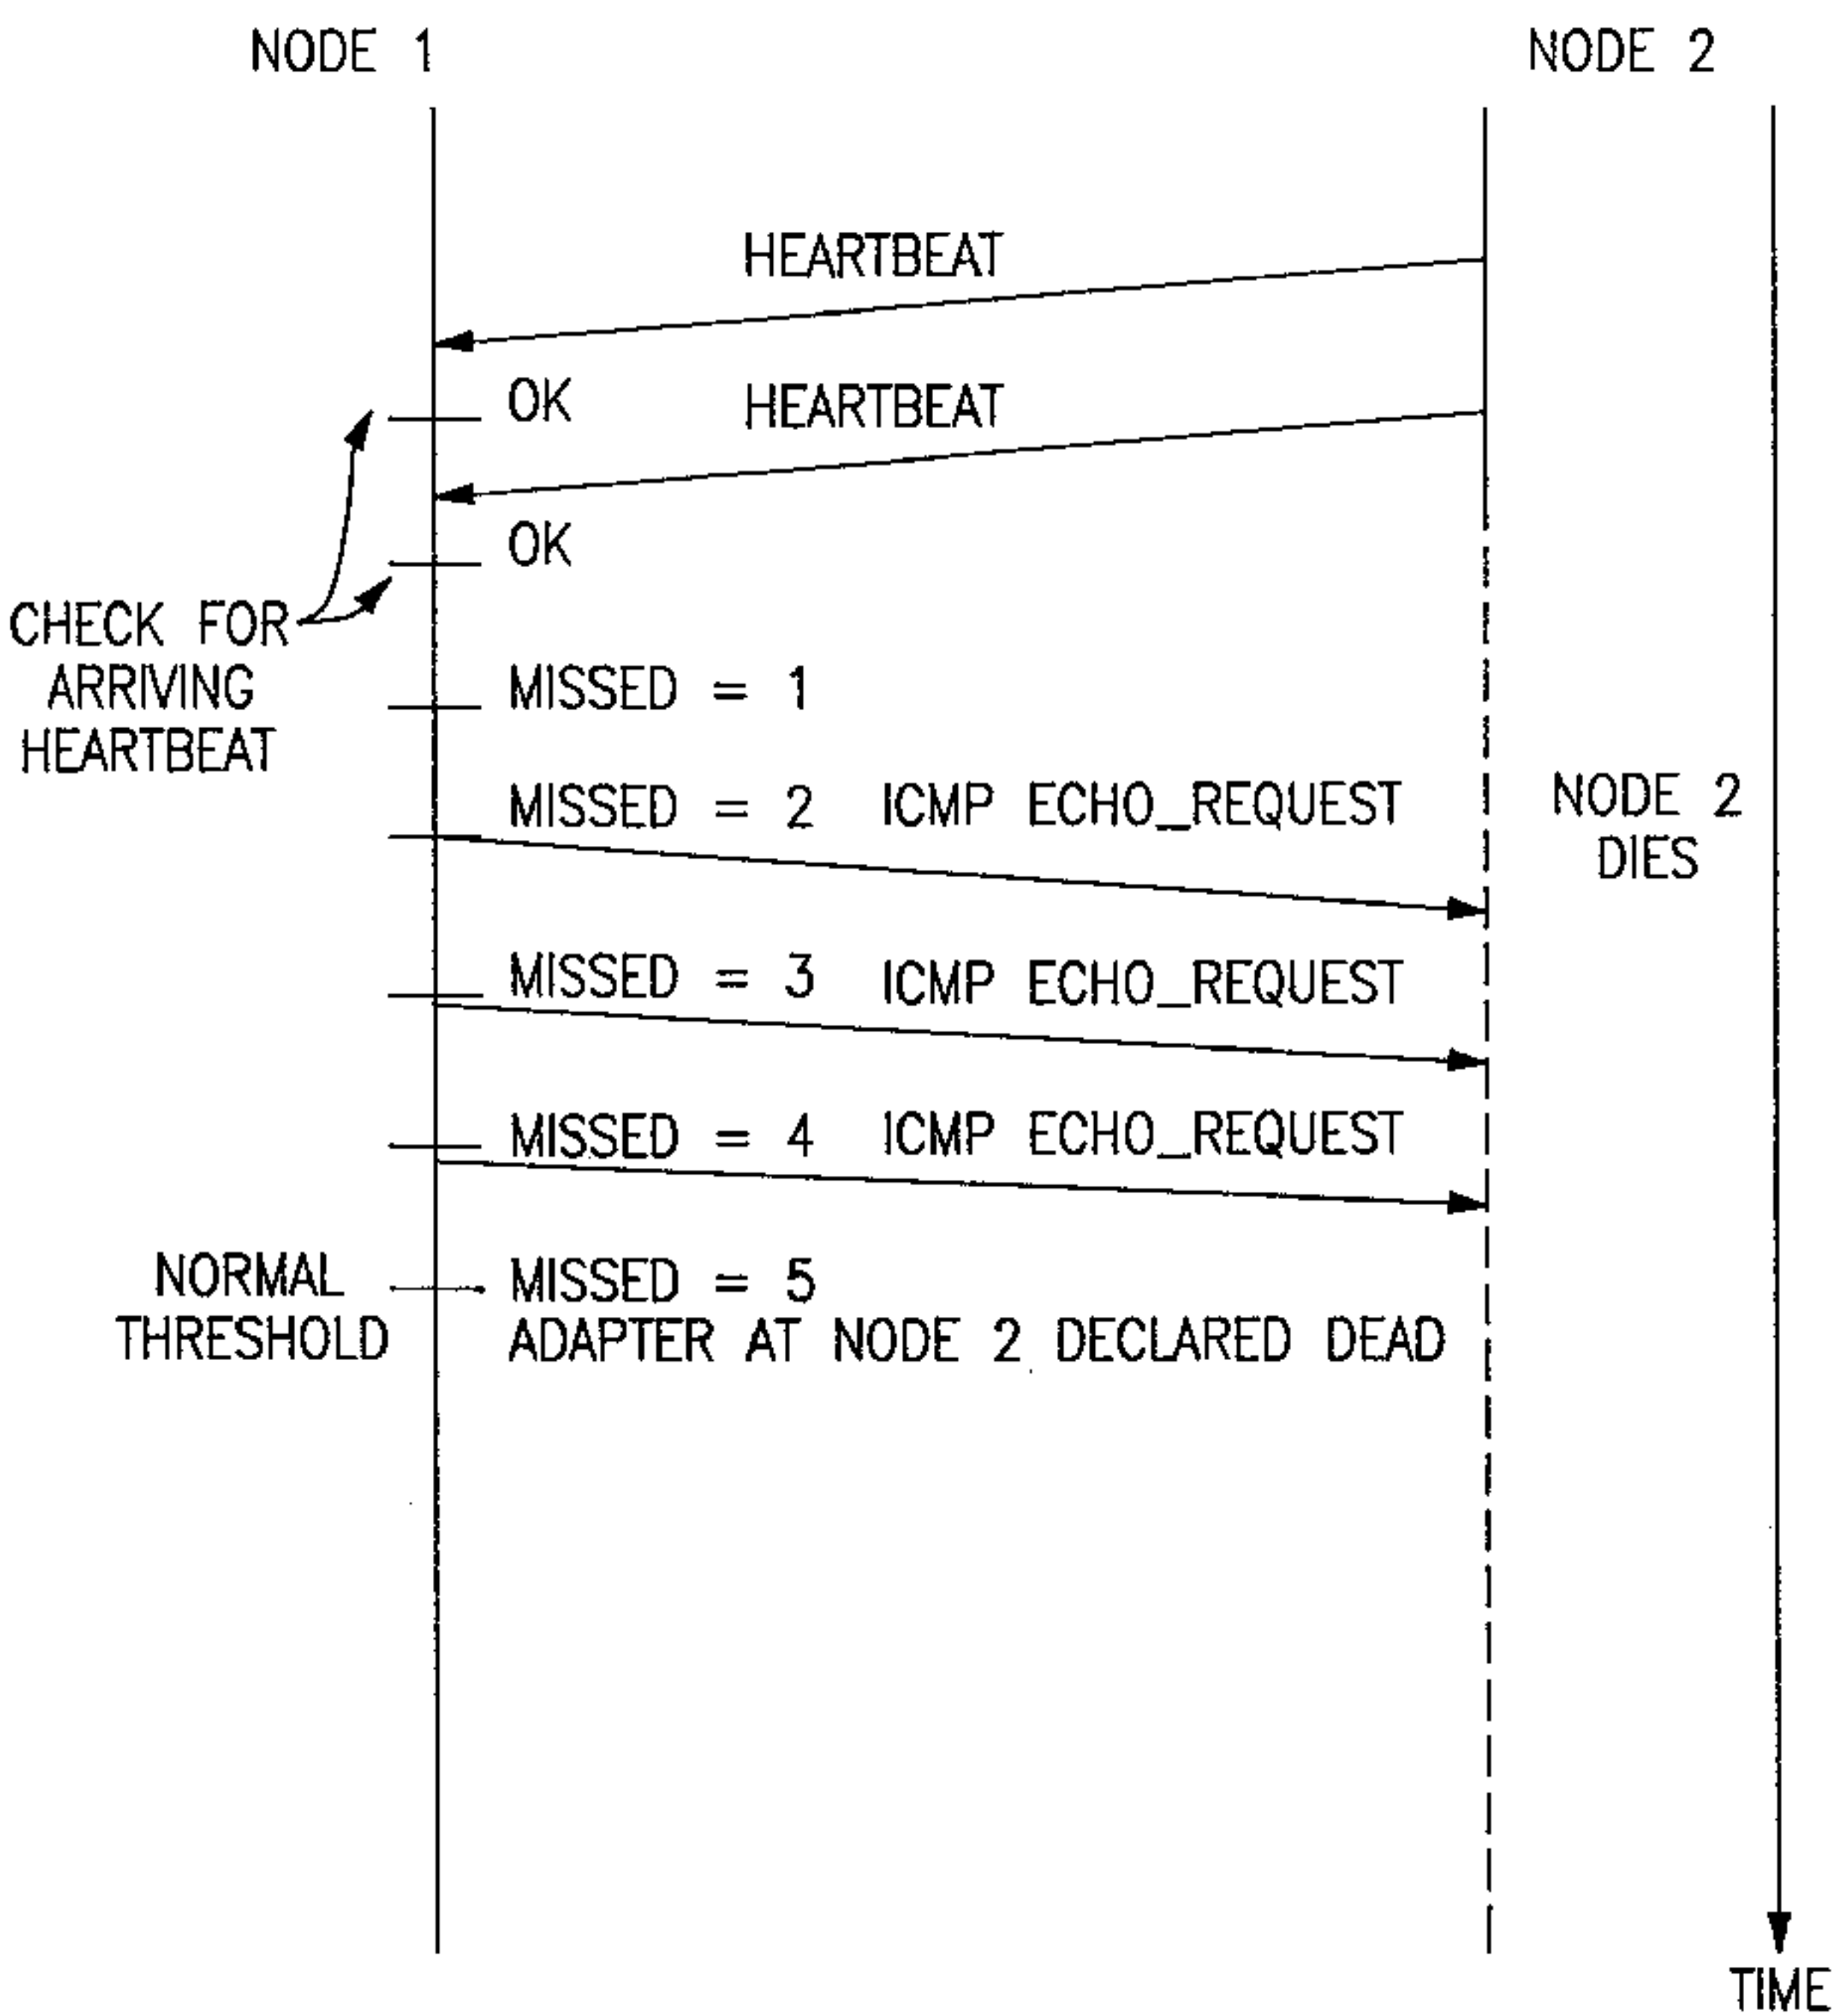 NODE 1
NODE 2
HEARTBEAT
OK
HEARTBEAT
OK
CHECK FOR
ARRIVING
HEARTBEAT
MISSED = 1
MISSED = 2
ICMP ECHO_REQUEST
NODE 2
DIES
MISSED = 3
ICMP ECHO_REQUEST
MISSED = 4
ICMP ECHO_REQUEST
NORMAL
THRESHOLD
MISSED = 5
ADAPTER AT NODE 2 DECLARED DEAD
TIME